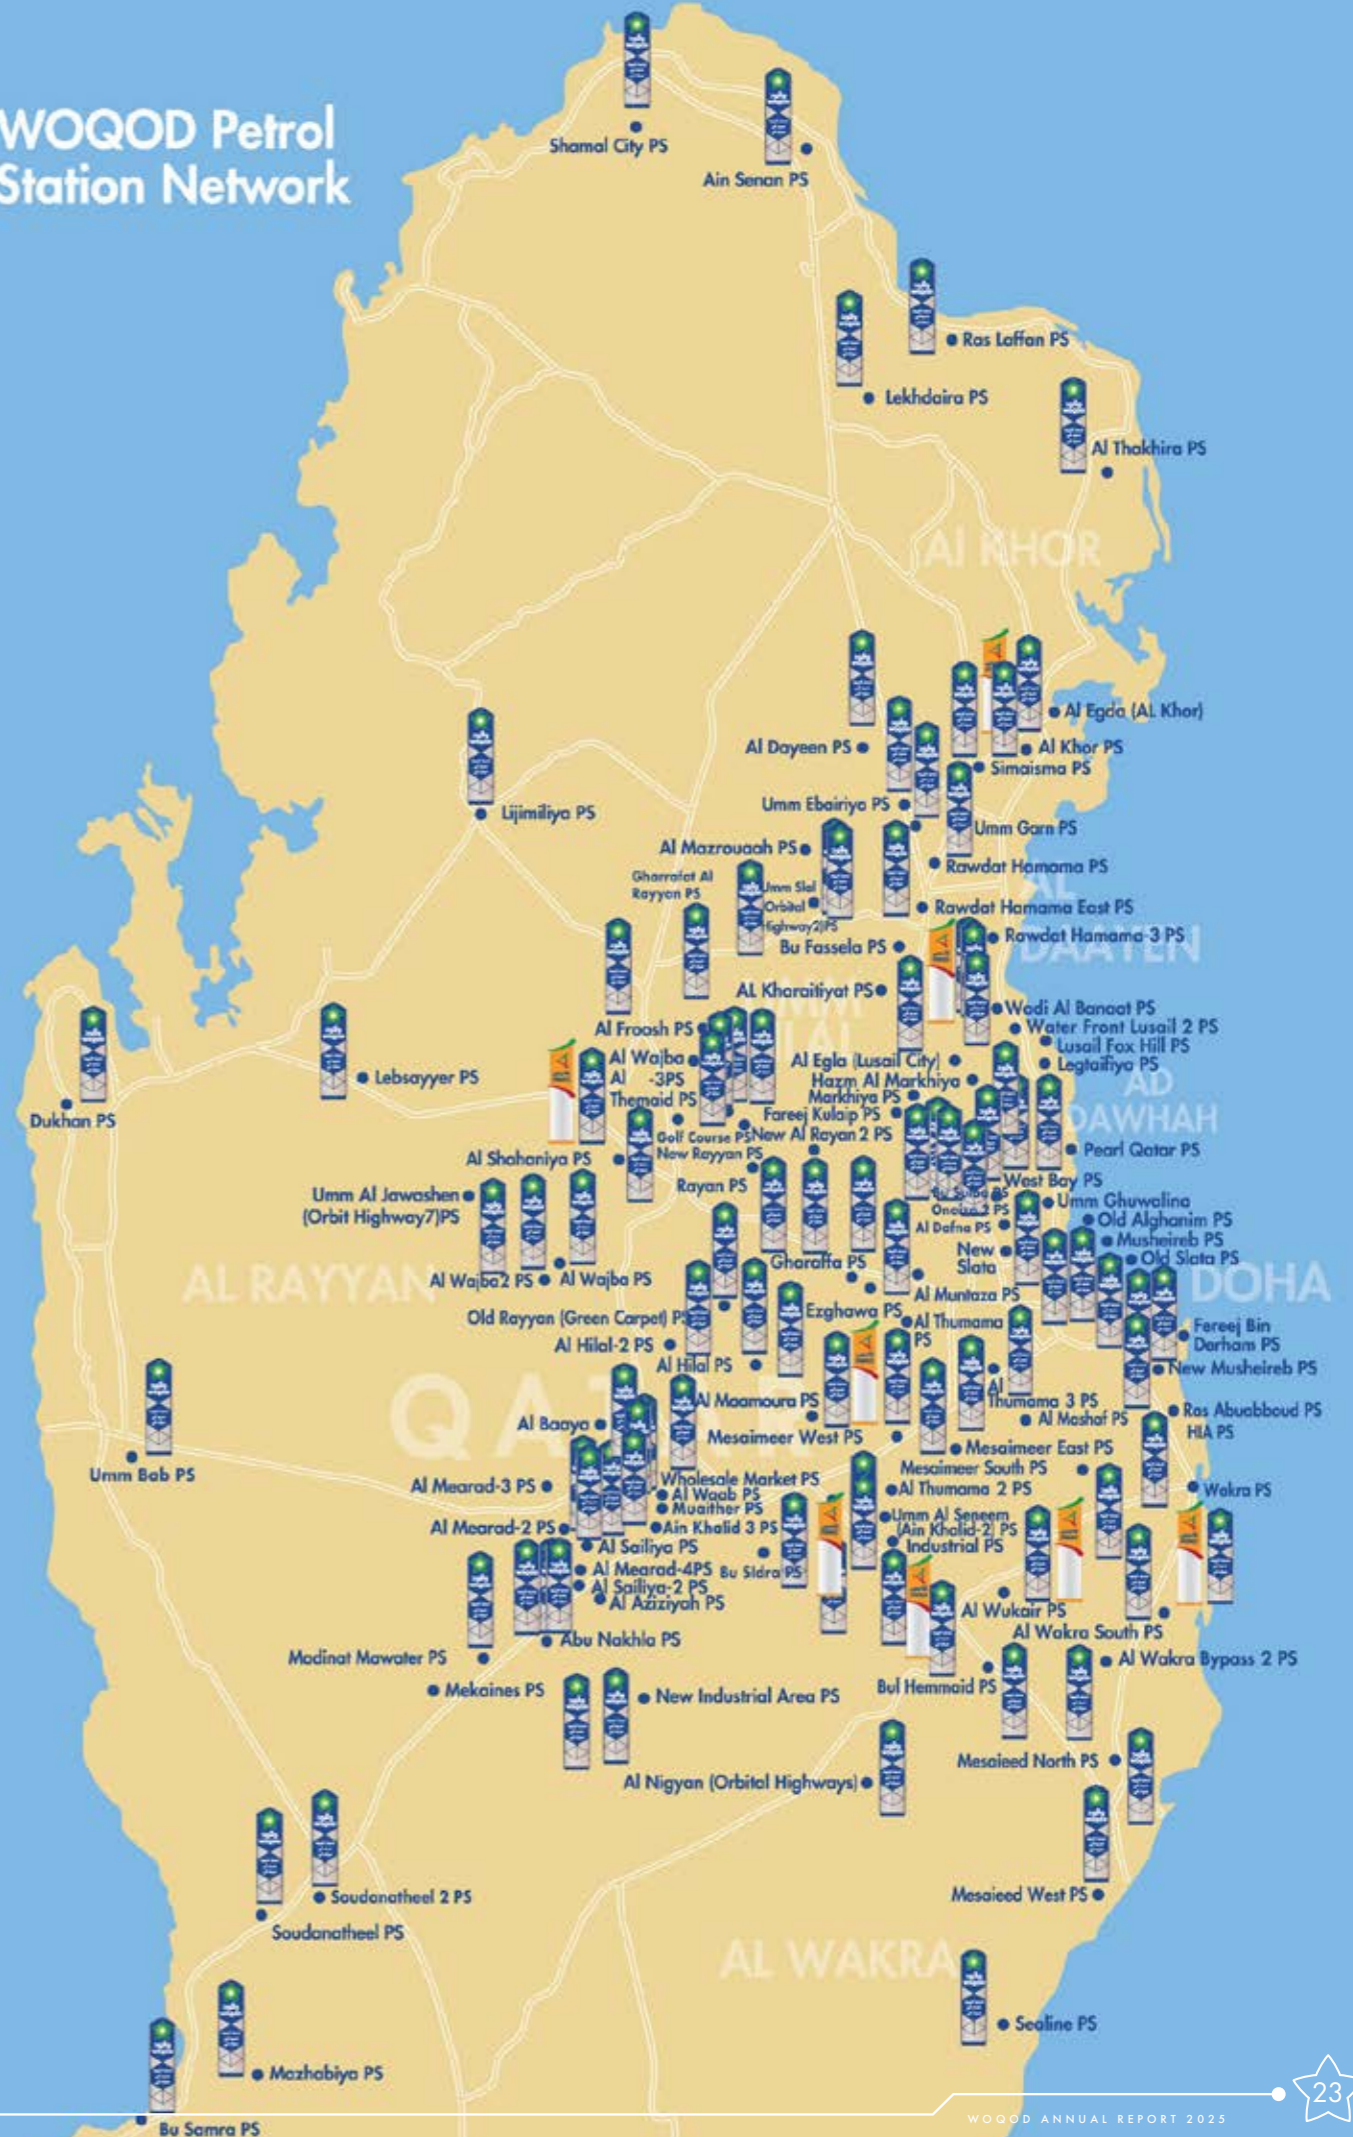 WOQOD Petrol
Station Network
Shamal City PS
Ain Senan PS
Ras Laffan PS
Lekhdaira PS
Al Thakhira PS
Al KHOR
Al Egda (AL Khor)
Al Dayeen PS
Al Khor PS
Simaisma PS
Umm Ebairiya PS
Lijimiliya PS
Umm Garn PS
Al Mazrouaah PS
Rawdat Hamama PS
Gharrafat Al
Rayyan PS
Umm Slal
Orbital
Highway2)PS
AL
DAAYEN
Rawdat Hamama East PS
Rawdat Hamama-3 PS
Bu Fassela PS
AL Kharaitiyat PS
UMM
SLAL
Wadi Al Banaat PS
Water Front Lusail 2 PS
Lusail Fox Hill PS
Legtaifiya PS
Al Froosh PS
Al Wajba
Al -3PS
Themaid PS
Al Egla (Lusail City)
Hazm Al Markhiya
Markhiya PS
Fareej Kulaip PS
AD
DAWHAH
Lebsayyer PS
Dukhan PS
Golf Course PS
New Al Rayan 2 PS
New Rayyan PS
Al Shahaniya PS
Pearl Qatar PS
West Bay PS
Rayan PS
Umm Al Jawashen
(Orbit Highway7)PS
Onaiza 2 PS
Al Dafna PS
Umm Ghuwalina
Old Alghanim PS
Musheireb PS
Old Slata PS
New
Slata
Gharaffa PS
Al Wajba2 PS
Al Wajba PS
AL RAYYAN
DOHA
Al Muntaza PS
Ezghawa PS
Old Rayyan (Green Carpet) PS
Al Thumama
PS
Al Hilal-2 PS
Al Hilal PS
Fereej Bin
Derham PS
New Musheireb PS
QATAR
Al Maamoura PS
Al
Thumama 3 PS
Al Mashaf PS
Ras Abuabboud PS
HIA PS
Al Baaya
Mesaimeer West PS
Mesaimeer East PS
Mesaimeer South PS
Umm Bab PS
Al Mearad-3 PS
Wholesale Market PS
Al Waab PS
Muaither PS
Al Thumama 2 PS
Wakra PS
Al Mearad-2 PS
Ain Khalid 3 PS
Umm Al Seneem
(Ain Khalid-2) PS
Industrial PS
Al Sailiya PS
Al Mearad-4PS
Bu Sidra PS
Al Sailiya-2 PS
Al Aziziyah PS
Al Wukair PS
Al Wakra South PS
Abu Nakhla PS
Madinat Mawater PS
Al Wakra Bypass 2 PS
Mekaines PS
New Industrial Area PS
Bul Hemmaid PS
Mesaieed North PS
Al Nigyan (Orbital Highways)
Mesaieed West PS
Soudanatheel 2 PS
Soudanatheel PS
AL WAKRA
Sealine PS
Mazhabiya PS
Bu Samra PS
WOQOD ANNUAL REPORT 2025
23